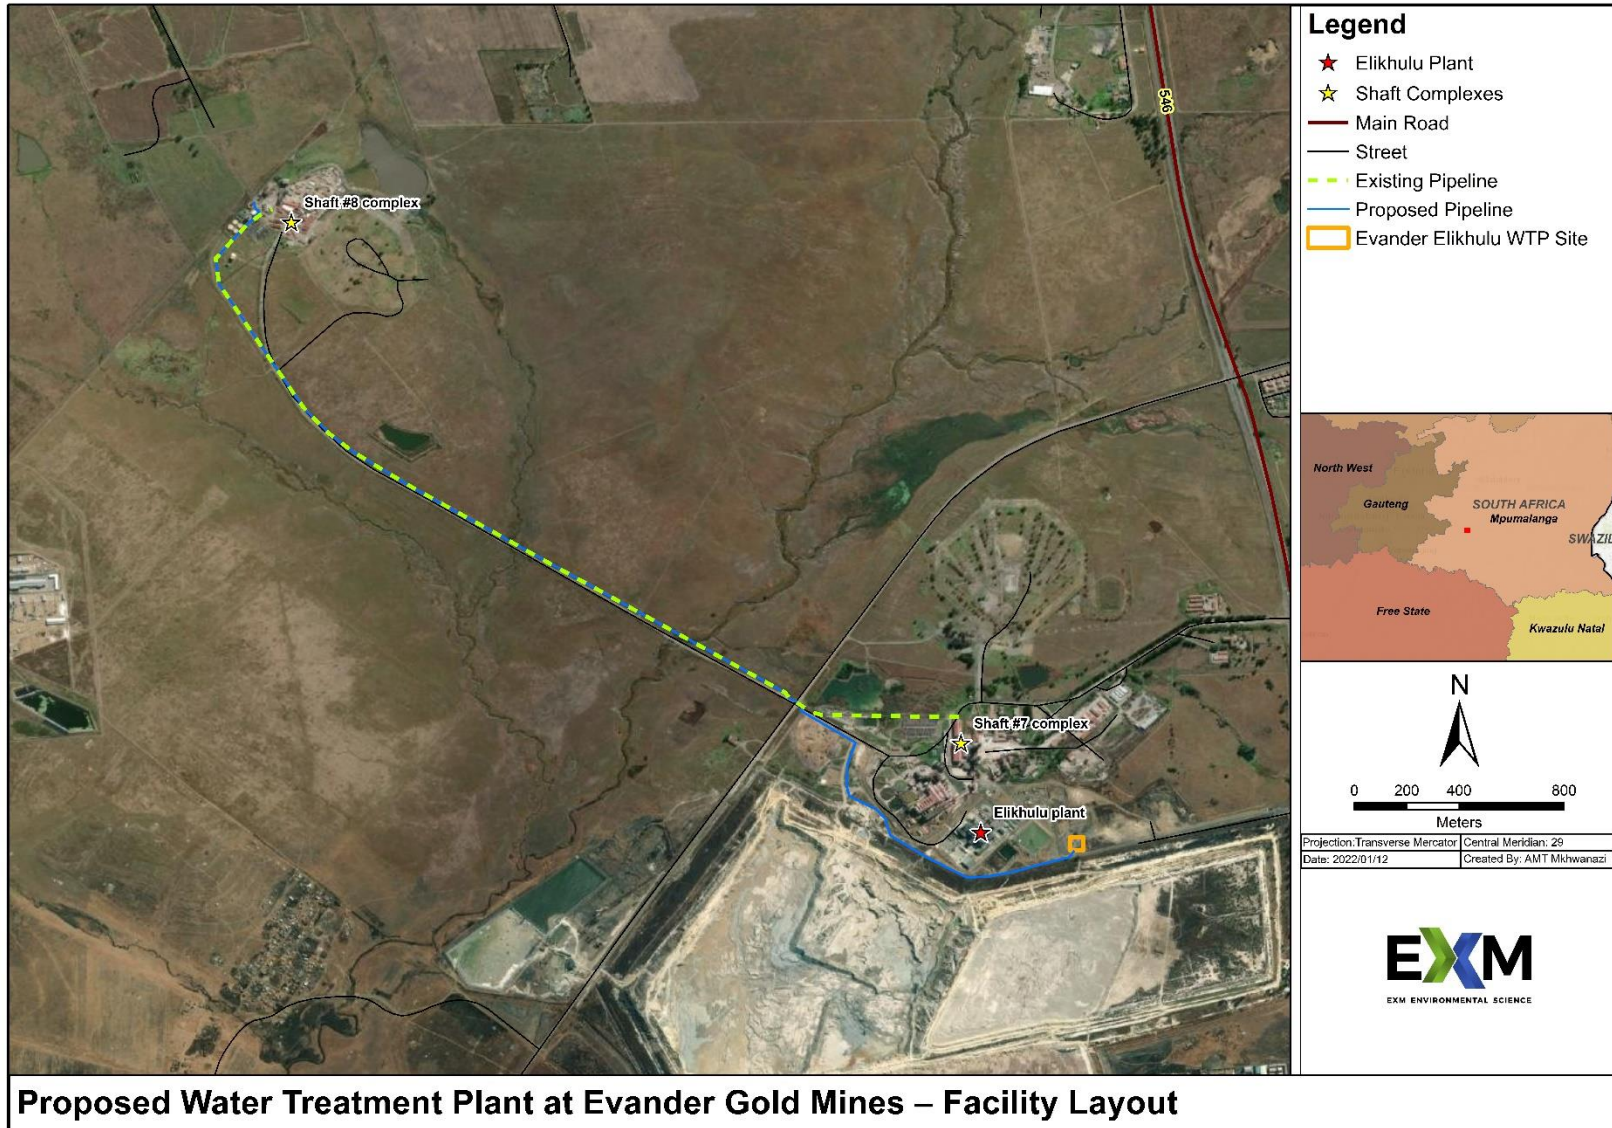 546
Shaft #8 complex
Shaft #7 complex
Elikhulu plant
Legend
Elikhulu Plant
Shaft Complexes
Main Road
Street
Existing Pipeline
Proposed Pipeline
Evander Elikhulu WTP Site
North West
Gauteng
SOUTH AFRICA
Mpumalanga
SWAZIL
Free State
Kwazulu Natal
N
0 200 400 800
Meters
Projection:Transverse Mercator Central Meridian: 29
Date: 2022/01/12 Created By: AMT Mkhwanazi
EXM
EXM ENVIRONMENTAL SCIENCE
Proposed Water Treatment Plant at Evander Gold Mines – Facility Layout